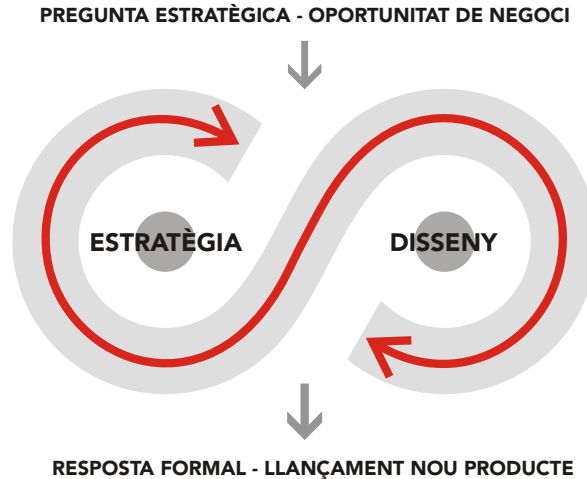 PREGUNTA ESTRATÈGICA - OPORTUNITAT DE NEGOCI
ESTRATÈGIA
DISSENY
RESPOSTA FORMAL - LLANÇAMENT NOU PRODUCTE